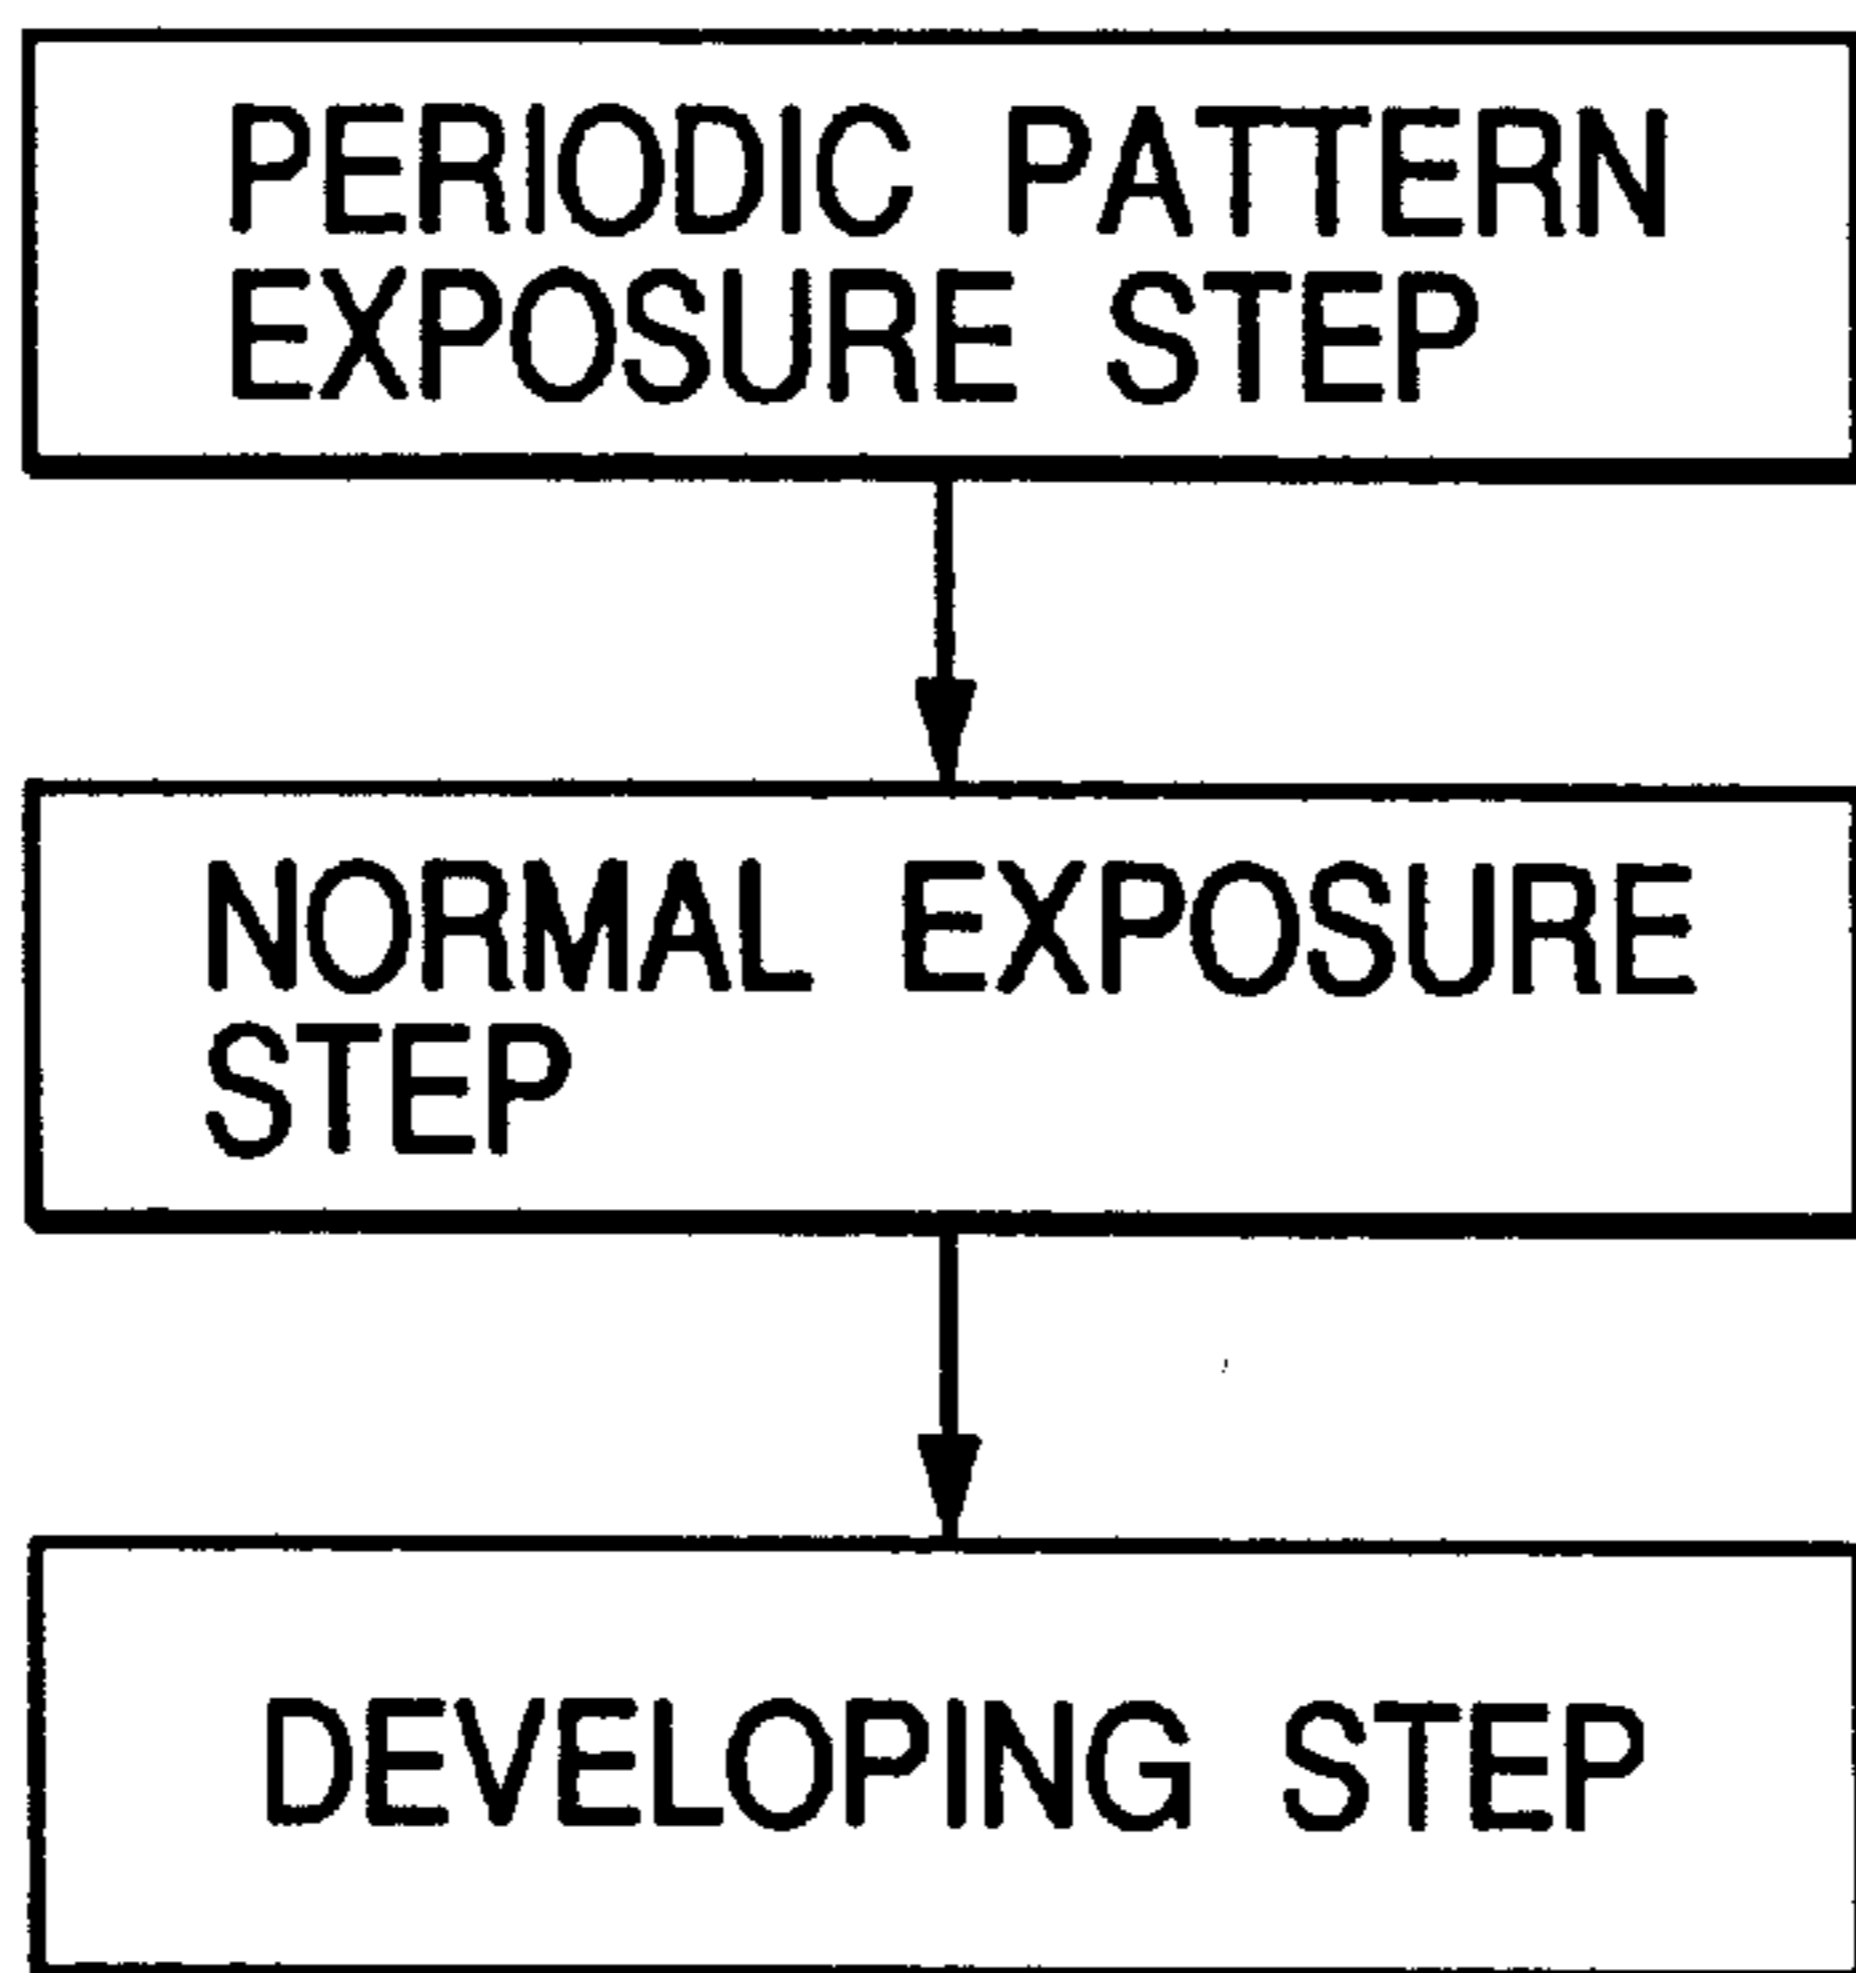 PERIODIC PATTERN
EXPOSURE STEP
NORMAL EXPOSURE
STEP
DEVELOPING STEP